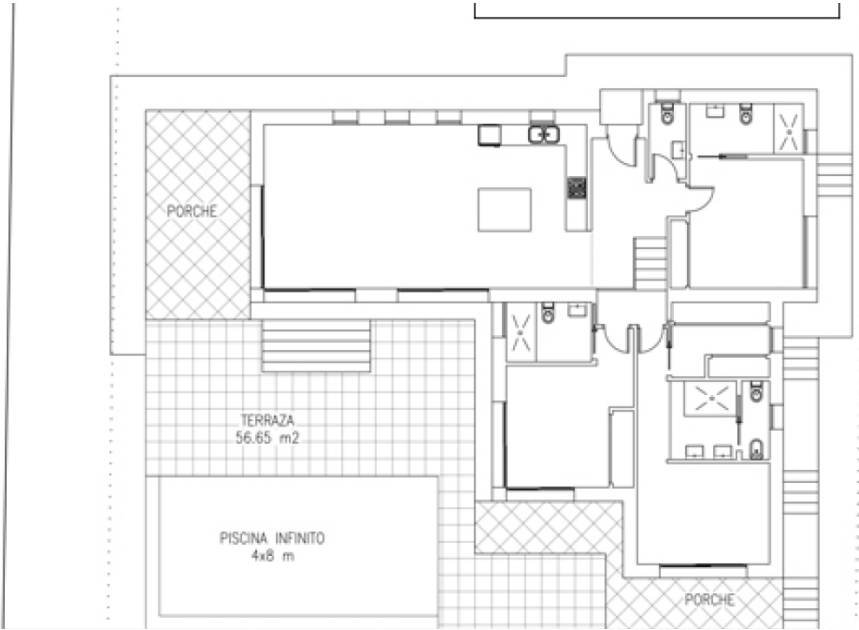 PORCHE
TERRAZA
56.65 m2
PISCINA INFINITO
4x8 m
PORCHE